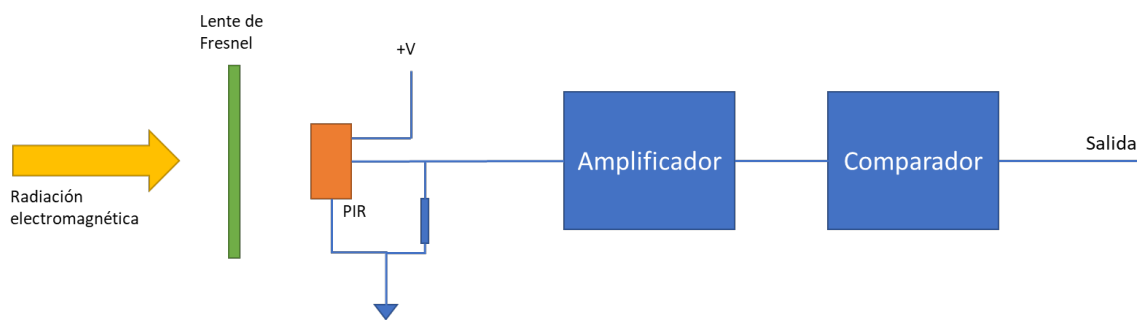 Lente de
Fresnel
+V
Radiación
electromagnética
PIR
Amplificador
Comparador
Salida